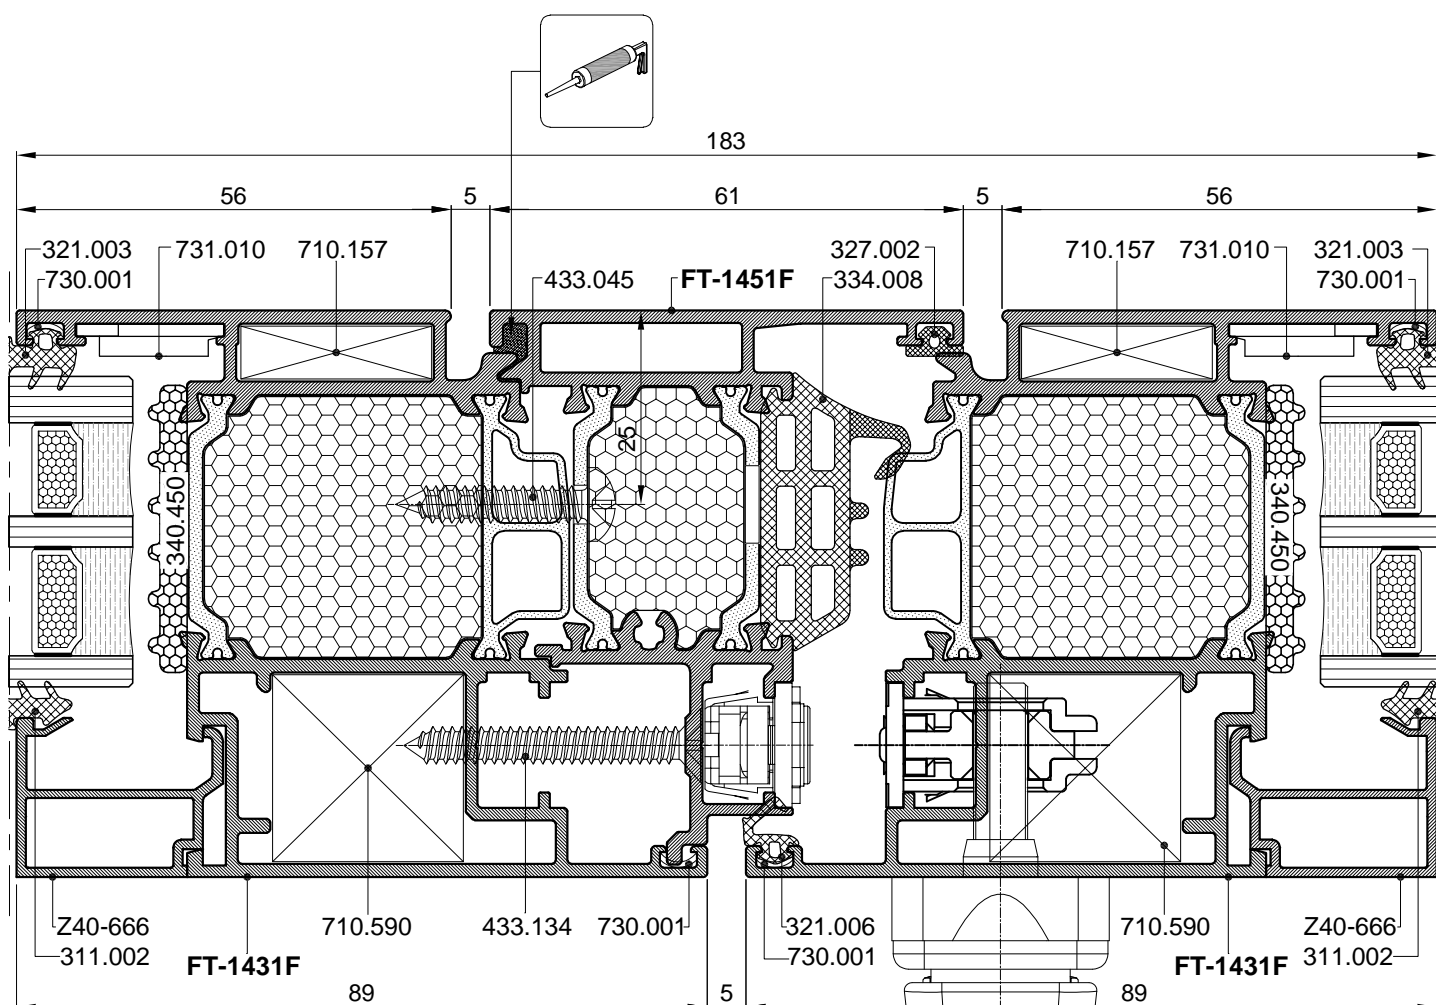 183
56 5 61 5 56
321.003 731.010 710.157 327.002 710.157 731.010 321.003
730.001 433.045 FT-1451F 334.008 730.001
25
340.450 340.450
Z40-666 710.590 433.134 730.001 321.006 710.590 Z40-666
311.002 FT-1431F 730.001 FT-1431F 311.002
89 5 89